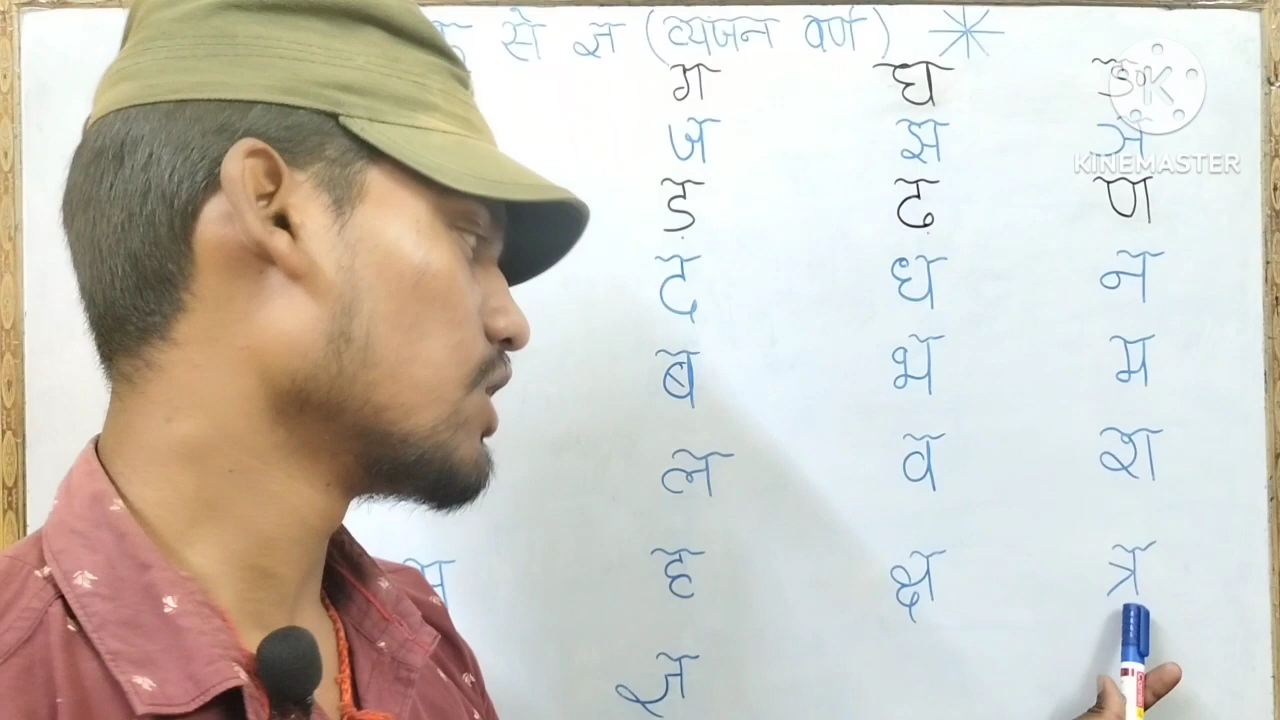 क से ज्ञ (व्यंजन वर्ण)
ग घ ङ
ज झ ञ
ड ढ ण
द ध न
ब भ म
ल व श
स ह क्ष त्र
ज्ञ
KINEMASTER